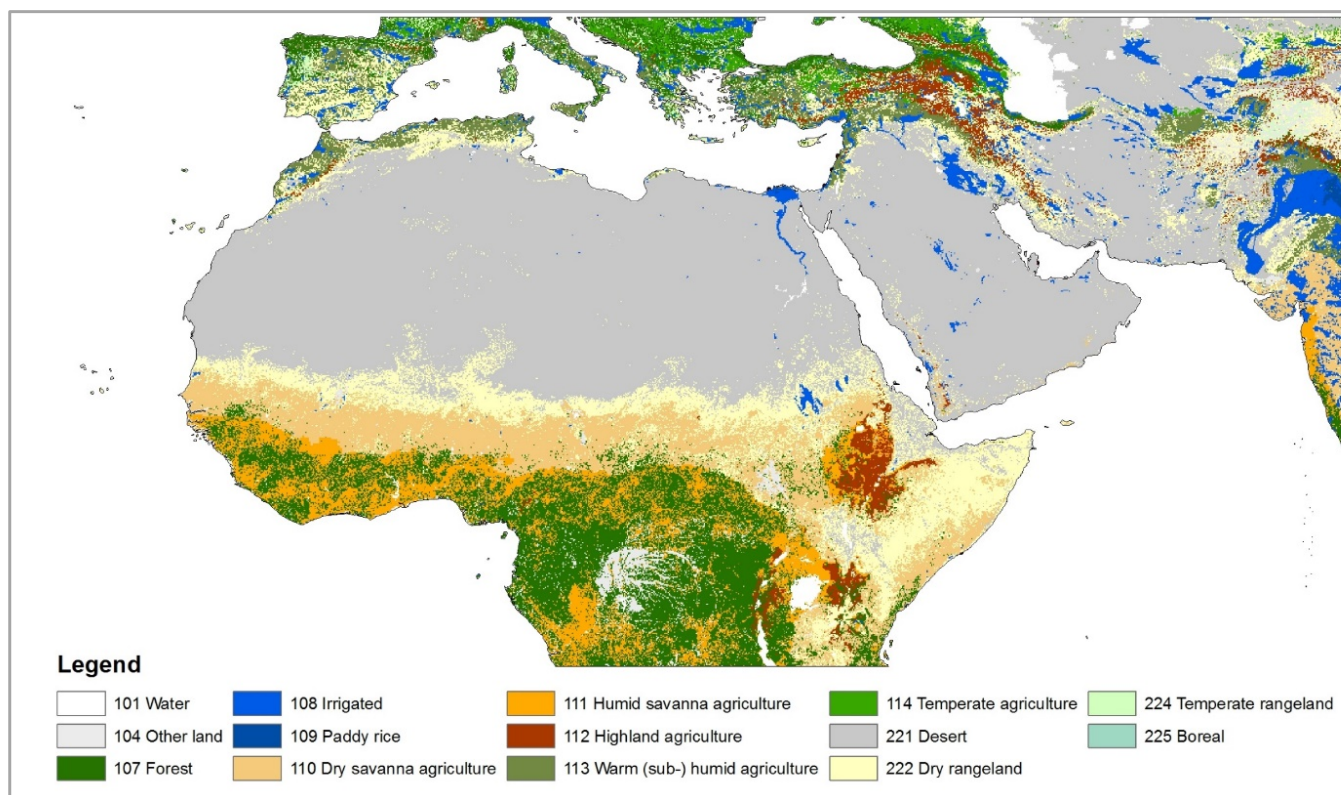 Legend
101 Water
108 Irrigated
111 Humid savanna agriculture
114 Temperate agriculture
224 Temperate rangeland
104 Other land
109 Paddy rice
112 Highland agriculture
221 Desert
225 Boreal
107 Forest
110 Dry savanna agriculture
113 Warm (sub-) humid agriculture
222 Dry rangeland